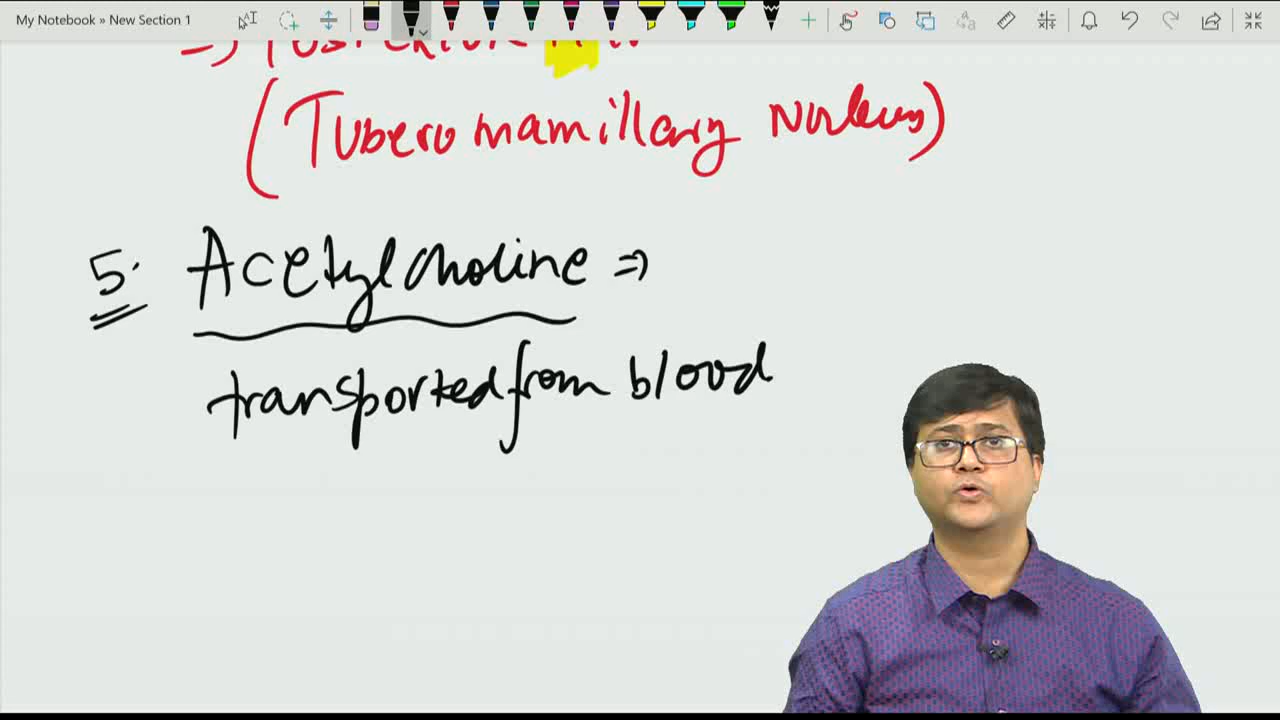 My Notebook » New Section 1
(Tuberomamillary Nucleus)
5. Acetylcholine ⇒
transported from blood